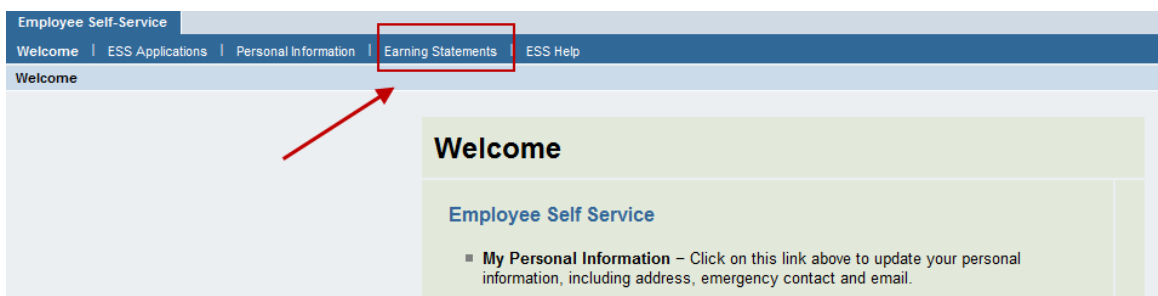 Employee Self-Service
Welcome | ESS Applications | Personal Information | Earning Statements | ESS Help
Welcome
Welcome
Employee Self Service
My Personal Information – Click on this link above to update your personal
information, including address, emergency contact and email.